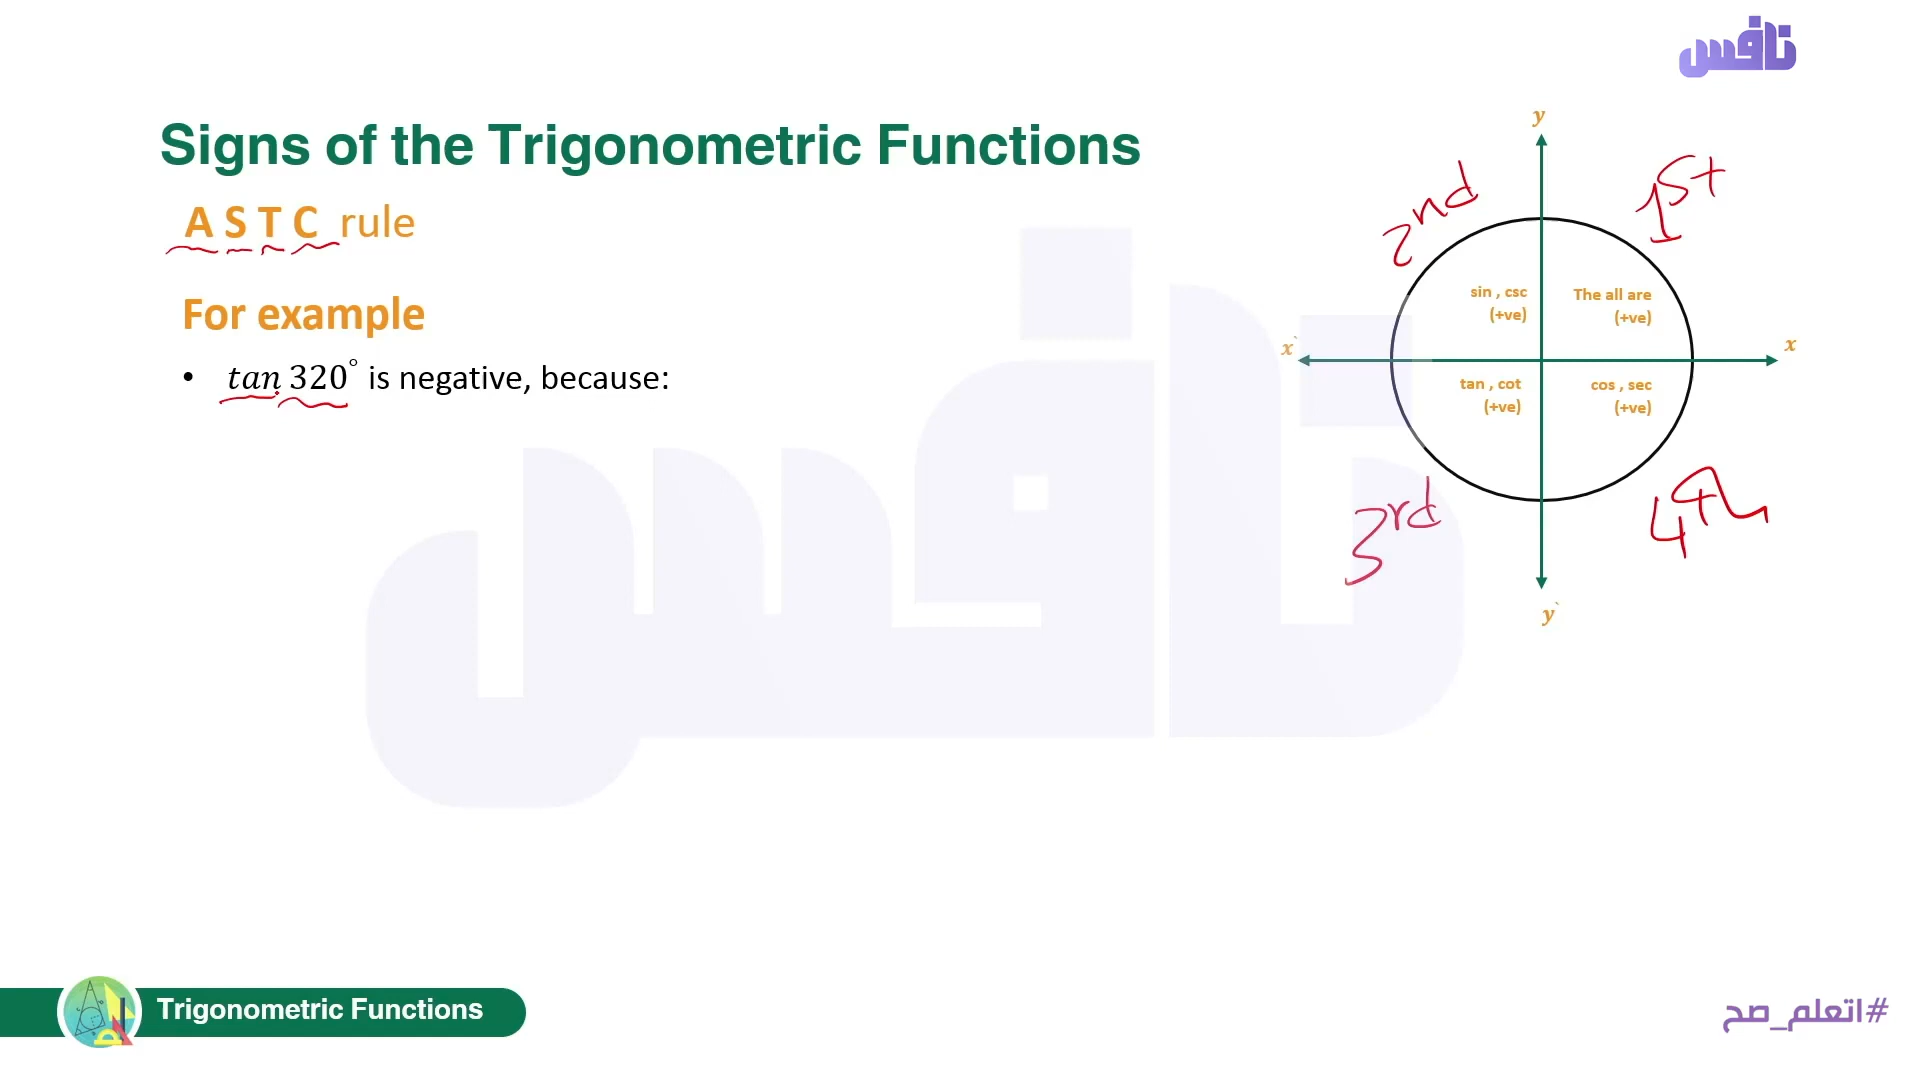 نافس
Signs of the Trigonometric Functions
A S T C rule
For example
• tan 320° is negative, because:
y
2nd
1st
sin , csc
(+ve)
The all are
(+ve)
x`
x
tan , cot
(+ve)
cos , sec
(+ve)
3rd
4th
y`
نافس
Trigonometric Functions
#اتعلم_صح